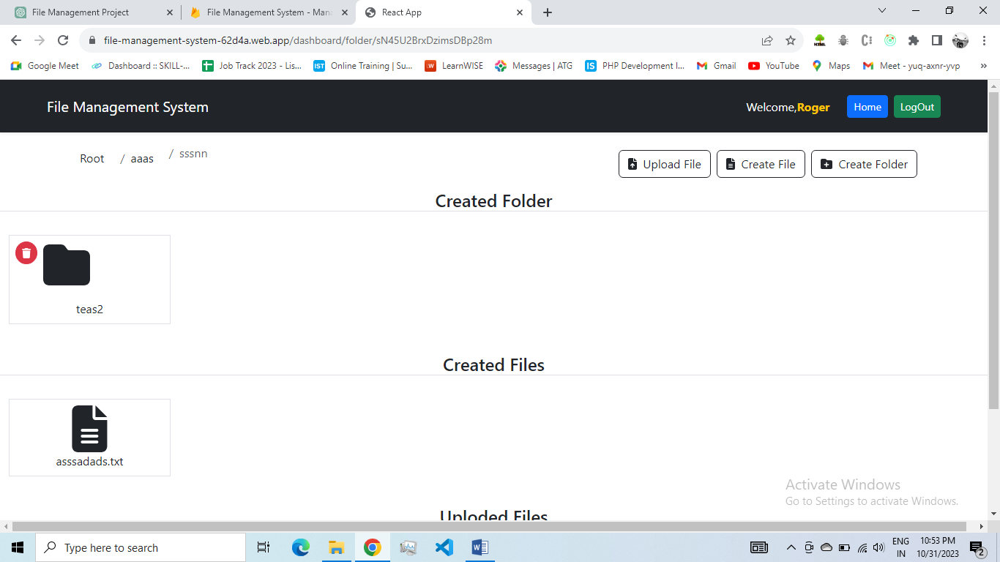 File Management Project
File Management System - Mana
React App
file-management-system-62d4a.web.app/dashboard/folder/sN45U2BrxDzimsDBp28m
HTML
Google Meet
Dashboard :: SKILL-...
Job Track 2023 - Lis...
IST Online Training | Su...
LW LearnWISE
Messages | ATG
IS PHP Development I...
Gmail
YouTube
Maps
Meet - yuq-axnr-yvp
»
File Management System
Welcome,Roger
Home
LogOut
Root / aaas / sssnn
Upload File
Create File
Create Folder
Created Folder
teas2
Created Files
asssadads.txt
Uploded Files
Activate Windows
Go to Settings to activate Windows.
Type here to search
ENG
IN
10:53 PM
10/31/2023
2